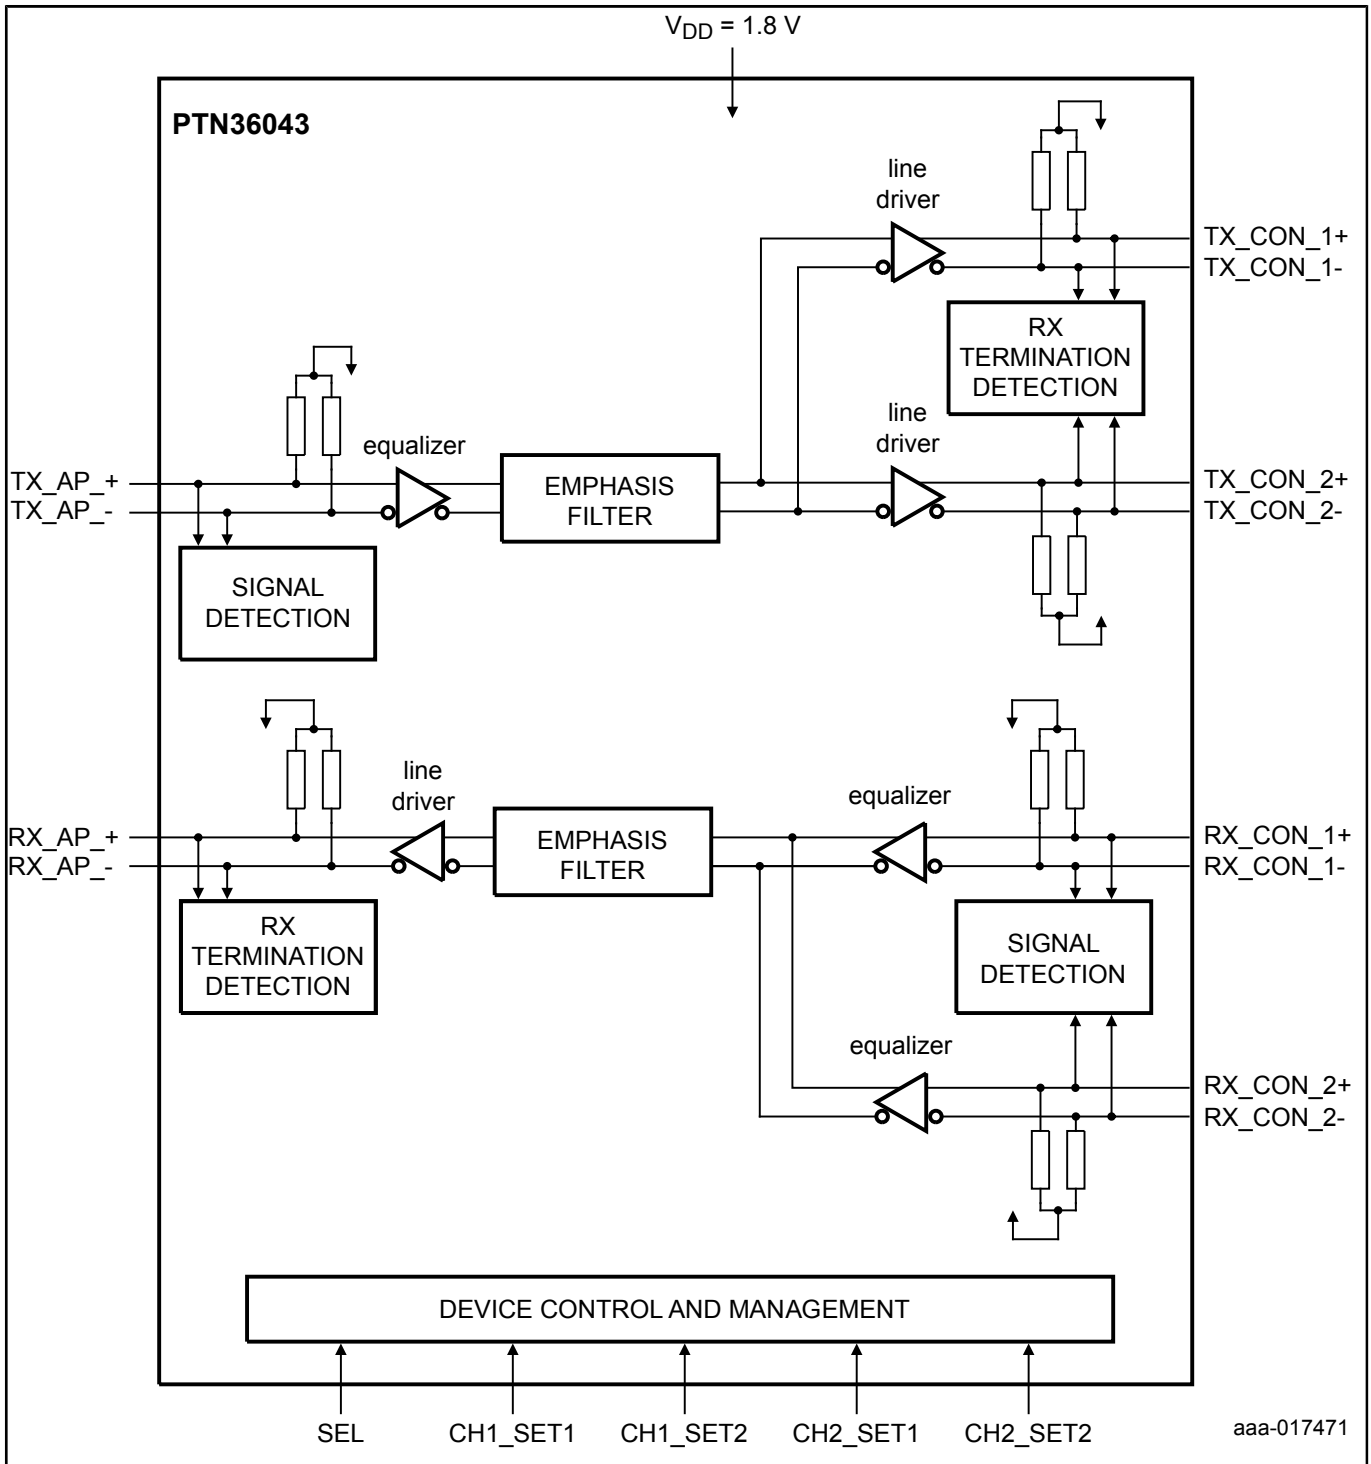 VDD = 1.8 V
PTN36043
line
driver
TX_CON_1+
TX_CON_1-
RX
TERMINATION
DETECTION
line
driver
equalizer
TX_AP_+
TX_AP_-
EMPHASIS
FILTER
TX_CON_2+
TX_CON_2-
SIGNAL
DETECTION
line
driver
equalizer
RX_AP_+
RX_AP_-
EMPHASIS
FILTER
RX_CON_1+
RX_CON_1-
RX
TERMINATION
DETECTION
SIGNAL
DETECTION
equalizer
RX_CON_2+
RX_CON_2-
DEVICE CONTROL AND MANAGEMENT
SEL
CH1_SET1
CH1_SET2
CH2_SET1
CH2_SET2
aaa-017471